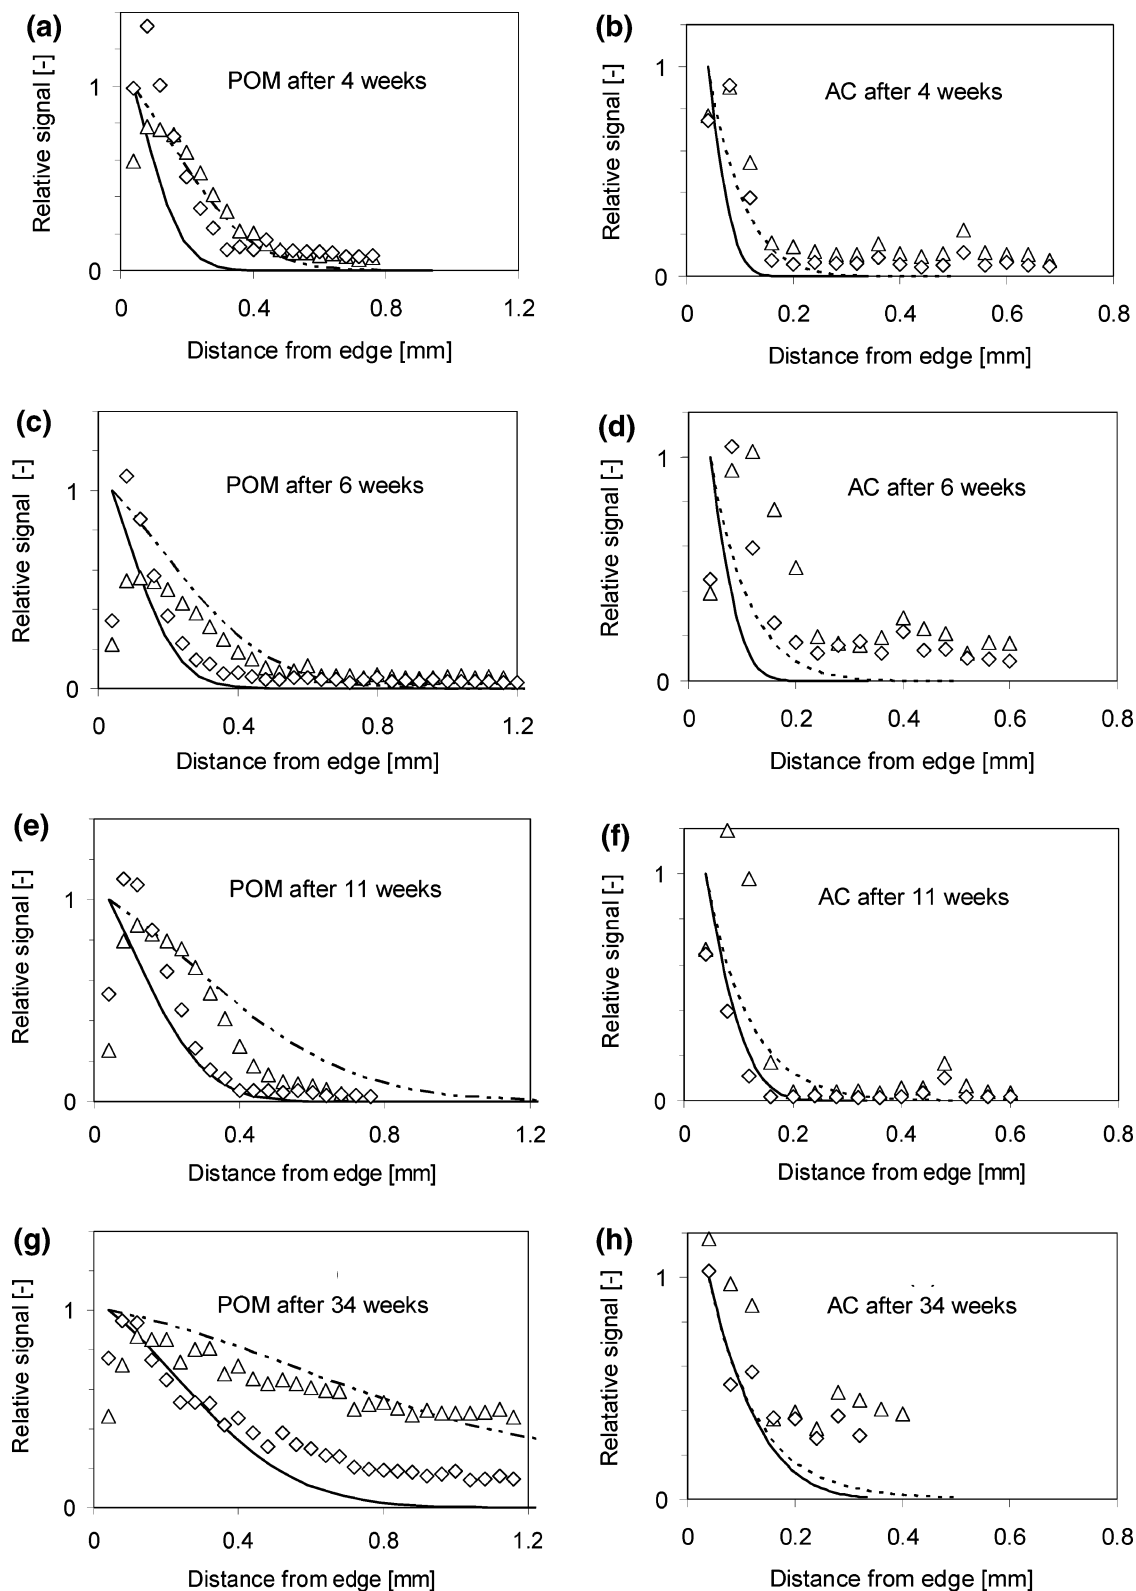 (a)
POM after 4 weeks
Relative signal [-]
1
0
0
0.4
0.8
1.2
Distance from edge [mm]
(b)
AC after 4 weeks
Relative signal [-]
1
0
0
0.2
0.4
0.6
0.8
Distance from edge [mm]
(c)
POM after 6 weeks
Relative signal [-]
1
0
0
0.4
0.8
1.2
Distance from edge [mm]
(d)
AC after 6 weeks
Relative signal [-]
1
0
0
0.2
0.4
0.6
0.8
Distance from edge [mm]
(e)
POM after 11 weeks
Relative signal [-]
1
0
0
0.4
0.8
1.2
Distance from edge [mm]
(f)
AC after 11 weeks
Relative signal [-]
1
0
0
0.2
0.4
0.6
0.8
Distance from edge [mm]
(g)
POM after 34 weeks
Relative signal [-]
1
0
0
0.4
0.8
1.2
Distance from edge [mm]
(h)
AC after 34 weeks
Relatative signal [-]
1
0
0
0.2
0.4
0.6
0.8
Distance from edge [mm]